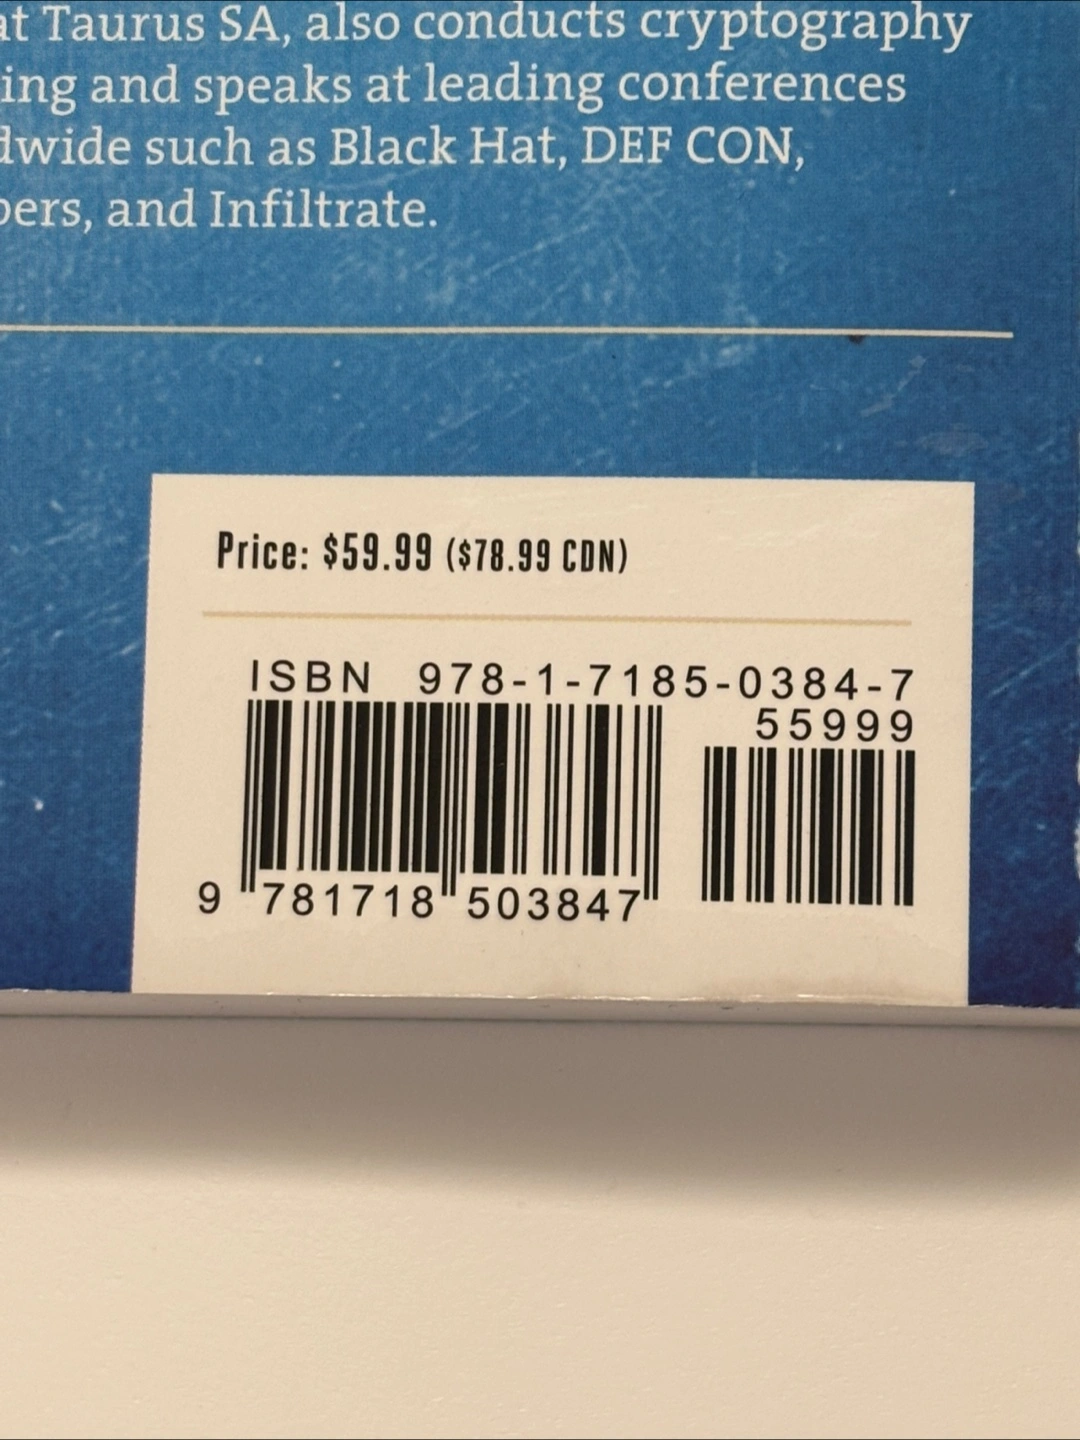 at Taurus SA, also conducts cryptography
ing and speaks at leading conferences
dwide such as Black Hat, DEF CON,
pers, and Infiltrate.
Price: $59.99 ($78.99 CDN)
ISBN 978-1-7185-0384-7
55999
9 781718 503847